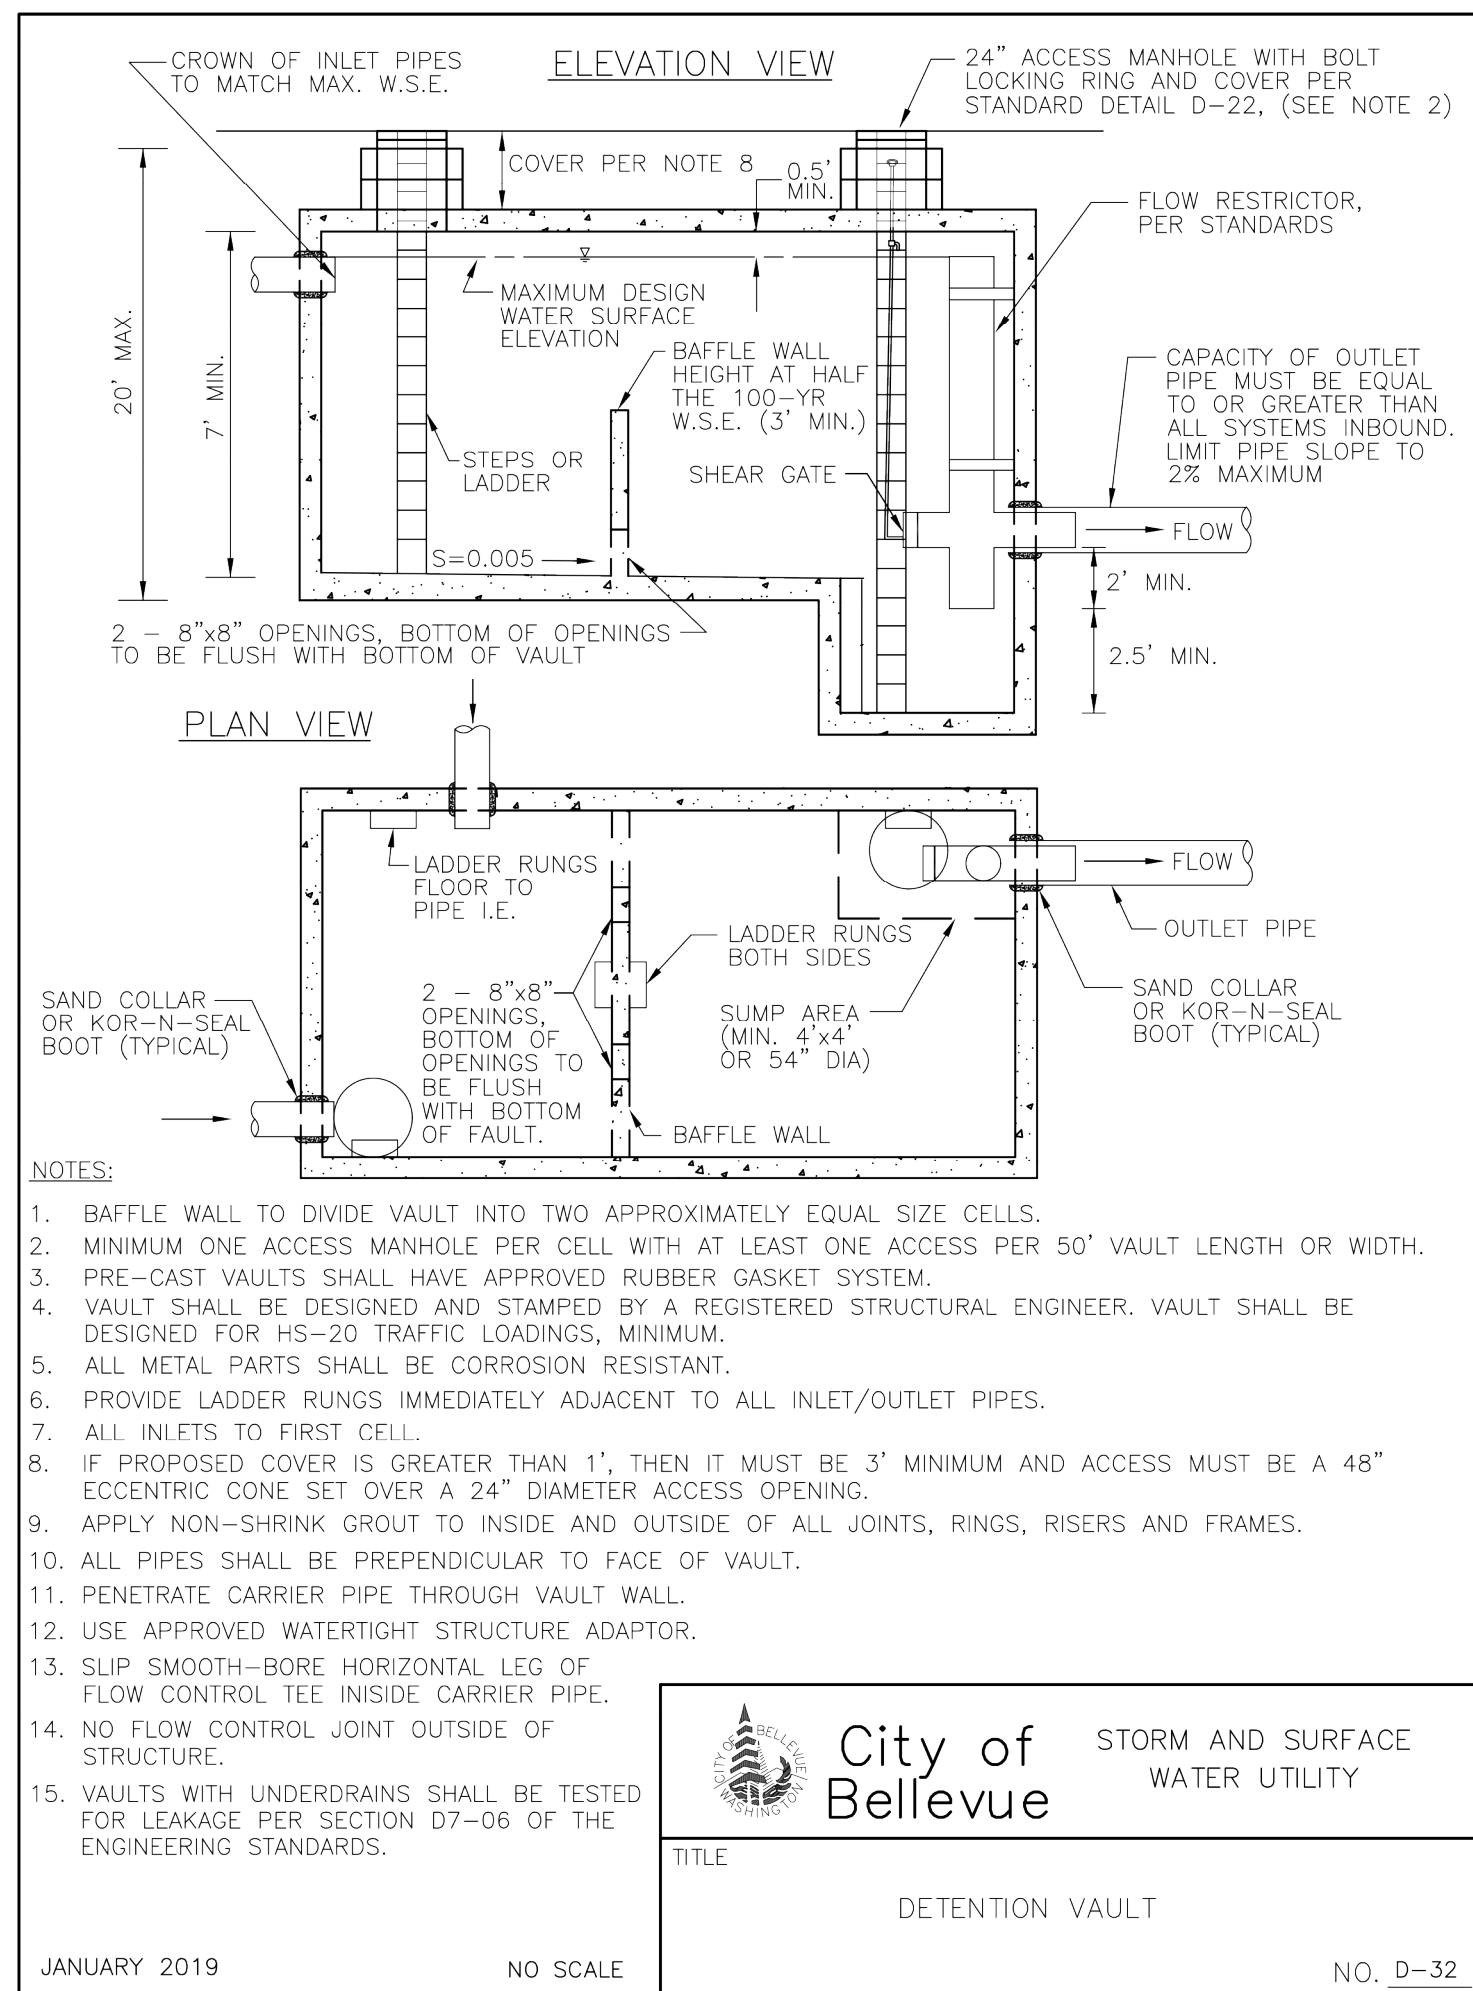 ELEVATION VIEW
CROWN OF INLET PIPES
TO MATCH MAX. W.S.E.
24" ACCESS MANHOLE WITH BOLT
LOCKING RING AND COVER PER
STANDARD DETAIL D-22, (SEE NOTE 2)
COVER PER NOTE 8
0.5'
MIN.
FLOW RESTRICTOR,
PER STANDARDS
MAXIMUM DESIGN
WATER SURFACE
ELEVATION
20' MAX.
7' MIN.
BAFFLE WALL
HEIGHT AT HALF
THE 100-YR
W.S.E. (3' MIN.)
CAPACITY OF OUTLET
PIPE MUST BE EQUAL
TO OR GREATER THAN
ALL SYSTEMS INBOUND.
LIMIT PIPE SLOPE TO
2% MAXIMUM
STEPS OR
LADDER
SHEAR GATE
FLOW
S=0.005
2' MIN.
2 - 8"x8" OPENINGS, BOTTOM OF OPENINGS
TO BE FLUSH WITH BOTTOM OF VAULT
2.5' MIN.
PLAN VIEW
LADDER RUNGS
FLOOR TO
PIPE I.E.
FLOW
OUTLET PIPE
LADDER RUNGS
BOTH SIDES
2 - 8"x8"
OPENINGS,
BOTTOM OF
OPENINGS TO
BE FLUSH
WITH BOTTOM
OF FAULT.
SUMP AREA
(MIN. 4'x4'
OR 54" DIA)
SAND COLLAR
OR KOR-N-SEAL
BOOT (TYPICAL)
SAND COLLAR
OR KOR-N-SEAL
BOOT (TYPICAL)
BAFFLE WALL
NOTES:
1. BAFFLE WALL TO DIVIDE VAULT INTO TWO APPROXIMATELY EQUAL SIZE CELLS.
2. MINIMUM ONE ACCESS MANHOLE PER CELL WITH AT LEAST ONE ACCESS PER 50' VAULT LENGTH OR WIDTH.
3. PRE-CAST VAULTS SHALL HAVE APPROVED RUBBER GASKET SYSTEM.
4. VAULT SHALL BE DESIGNED AND STAMPED BY A REGISTERED STRUCTURAL ENGINEER. VAULT SHALL BE
DESIGNED FOR HS-20 TRAFFIC LOADINGS, MINIMUM.
5. ALL METAL PARTS SHALL BE CORROSION RESISTANT.
6. PROVIDE LADDER RUNGS IMMEDIATELY ADJACENT TO ALL INLET/OUTLET PIPES.
7. ALL INLETS TO FIRST CELL.
8. IF PROPOSED COVER IS GREATER THAN 1', THEN IT MUST BE 3' MINIMUM AND ACCESS MUST BE A 48"
ECCENTRIC CONE SET OVER A 24" DIAMETER ACCESS OPENING.
9. APPLY NON-SHRINK GROUT TO INSIDE AND OUTSIDE OF ALL JOINTS, RINGS, RISERS AND FRAMES.
10. ALL PIPES SHALL BE PREPENDICULAR TO FACE OF VAULT.
11. PENETRATE CARRIER PIPE THROUGH VAULT WALL.
12. USE APPROVED WATERTIGHT STRUCTURE ADAPTOR.
13. SLIP SMOOTH-BORE HORIZONTAL LEG OF
FLOW CONTROL TEE INISIDE CARRIER PIPE.
14. NO FLOW CONTROL JOINT OUTSIDE OF
STRUCTURE.
15. VAULTS WITH UNDERDRAINS SHALL BE TESTED
FOR LEAKAGE PER SECTION D7-06 OF THE
ENGINEERING STANDARDS.
JANUARY 2019
NO SCALE
CITY OF BELLEVUE
WASHINGTON
City of
Bellevue
STORM AND SURFACE
WATER UTILITY
TITLE
DETENTION VAULT
NO. D-32